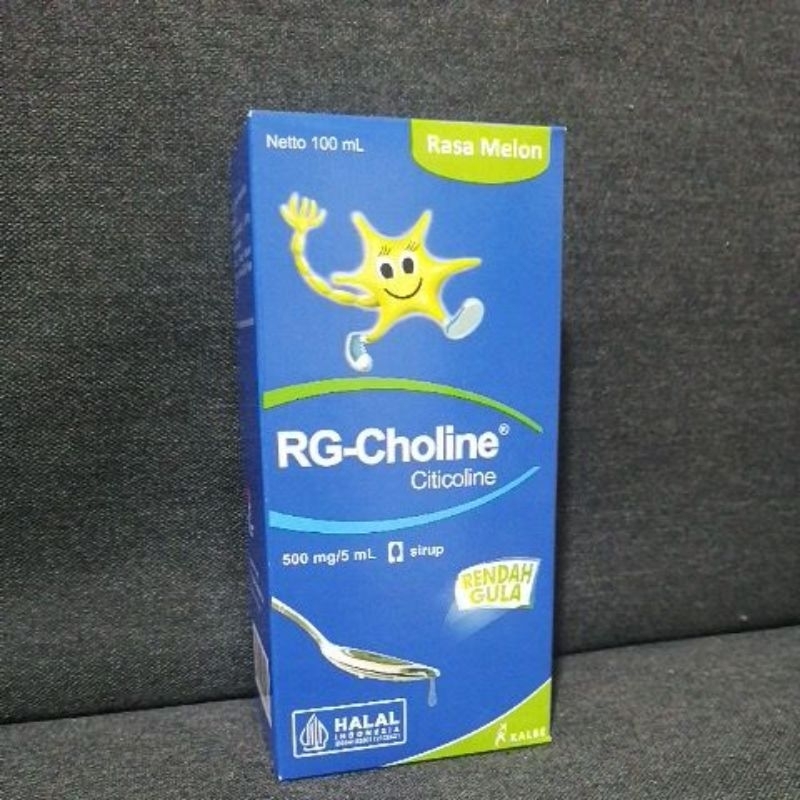 Netto 100 mL
Rasa Melon
RG-Choline®
Citicoline
500 mg/5 mL sirup
RENDAH
GULA
HALAL
INDONESIA
KALBE